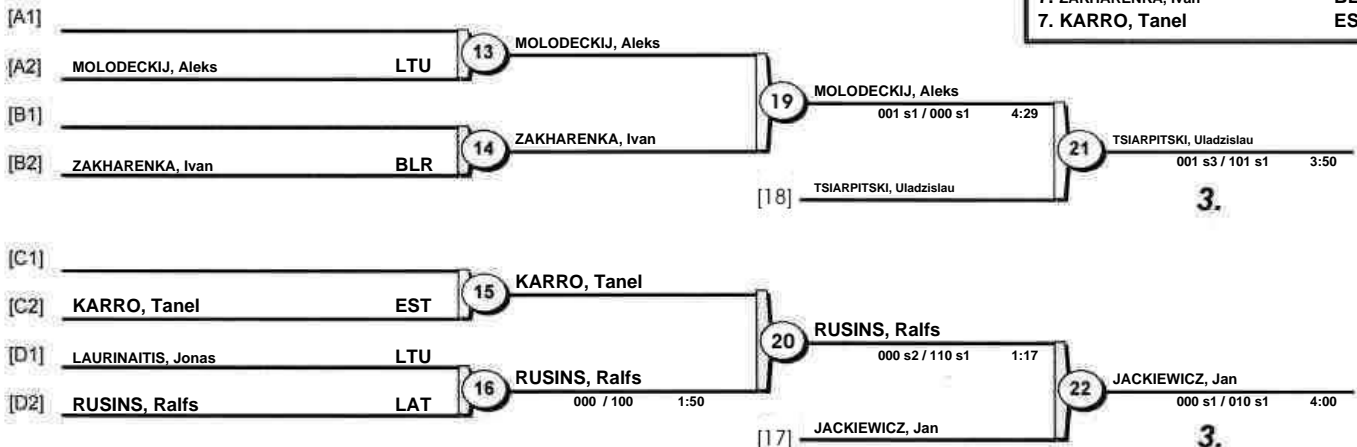 7. ZAKHARENKA, Ivan
7. KARRO, Tanel ES
[A1]
13 MOLODECKIJ, Aleks
[A2] MOLODECKIJ, Aleks LTU
19 MOLODECKIJ, Aleks
001 s1 / 000 s1 4:29
[B1]
14 ZAKHARENKA, Ivan
[B2] ZAKHARENKA, Ivan BLR
21 TSIARPITSKI, Uladzislau
001 s3 / 101 s1 3:50
[18] TSIARPITSKI, Uladzislau
3.
[C1]
15 KARRO, Tanel
[C2] KARRO, Tanel EST
20 RUSINS, Ralfs
000 s2 / 110 s1 1:17
[D1] LAURINAITIS, Jonas LTU
16 RUSINS, Ralfs
000 / 100 1:50
[D2] RUSINS, Ralfs LAT
22 JACKIEWICZ, Jan
000 s1 / 010 s1 4:00
[17] JACKIEWICZ, Jan
3.